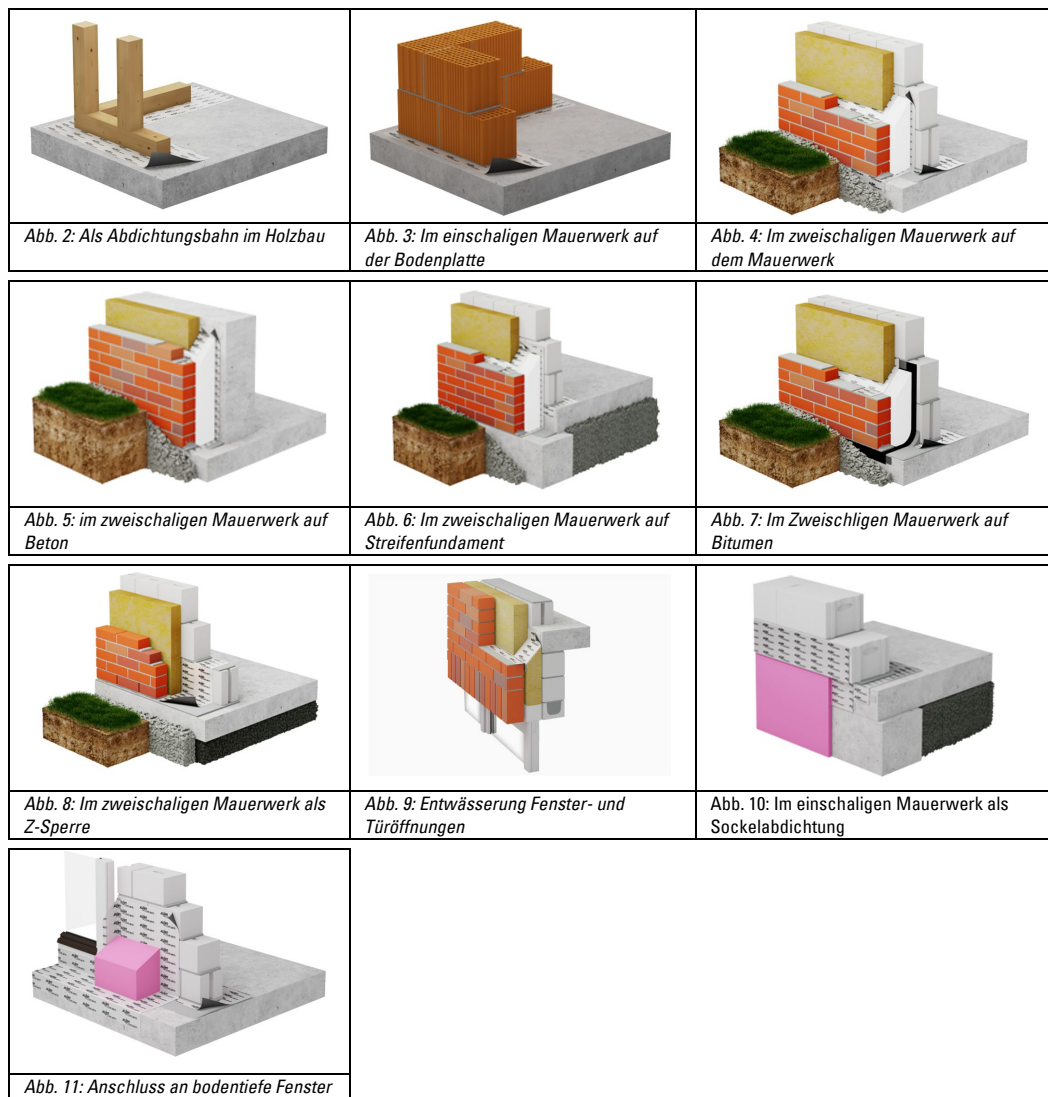 Abb. 2: Als Abdichtungsbahn im Holzbau
Abb. 3: Im einschaligen Mauerwerk auf
der Bodenplatte
Abb. 4: Im zweischaligen Mauerwerk auf
dem Mauerwerk
Abb. 5: im zweischaligen Mauerwerk auf
Beton
Abb. 6: Im zweischaligen Mauerwerk auf
Streifenfundament
Abb. 7: Im Zweischligen Mauerwerk auf
Bitumen
Abb. 8: Im zweischaligen Mauerwerk als
Z-Sperre
Abb. 9: Entwässerung Fenster- und
Türöffnungen
Abb. 10: Im einschaligen Mauerwerk als
Sockelabdichtung
Abb. 11: Anschluss an bodentiefe Fenster